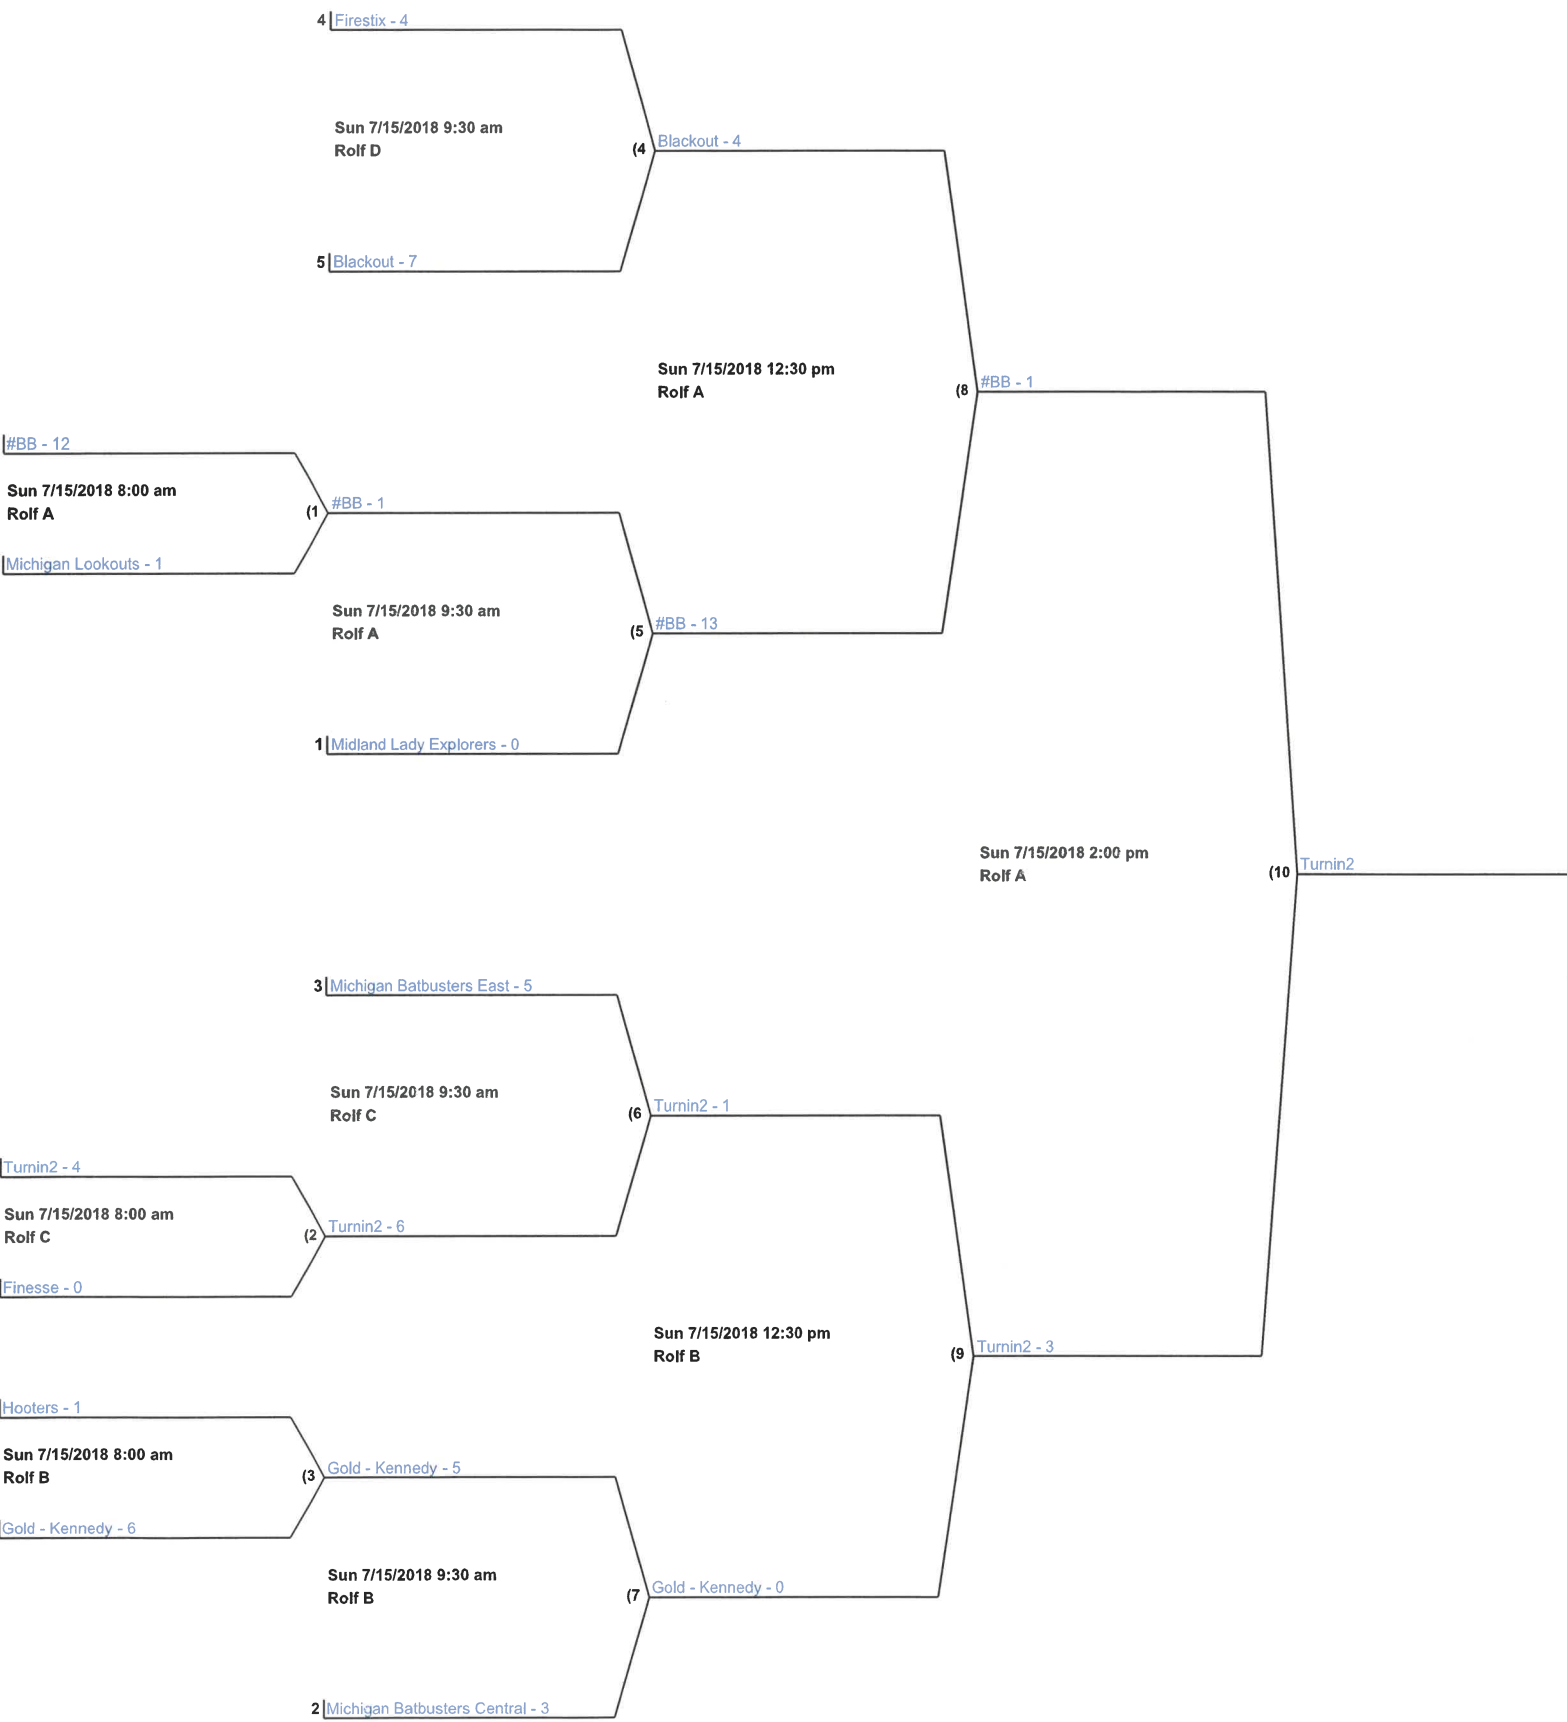 4 Firestix - 4
Sun 7/15/2018 9:30 am
Rolf D
(4 Blackout - 4
5 Blackout - 7
Sun 7/15/2018 12:30 pm
Rolf A
(8 #BB - 1
#BB - 12
Sun 7/15/2018 8:00 am
Rolf A
(1 #BB - 1
Michigan Lookouts - 1
Sun 7/15/2018 9:30 am
Rolf A
(5 #BB - 13
1 Midland Lady Explorers - 0
Sun 7/15/2018 2:00 pm
Rolf A
(10 Turnin2
3 Michigan Batbusters East - 5
Sun 7/15/2018 9:30 am
Rolf C
(6 Turnin2 - 1
Turnin2 - 4
Sun 7/15/2018 8:00 am
Rolf C
(2 Turnin2 - 6
Finesse - 0
Sun 7/15/2018 12:30 pm
Rolf B
(9 Turnin2 - 3
Hooters - 1
Sun 7/15/2018 8:00 am
Rolf B
(3 Gold - Kennedy - 5
Gold - Kennedy - 6
Sun 7/15/2018 9:30 am
Rolf B
(7 Gold - Kennedy - 0
2 Michigan Batbusters Central - 3